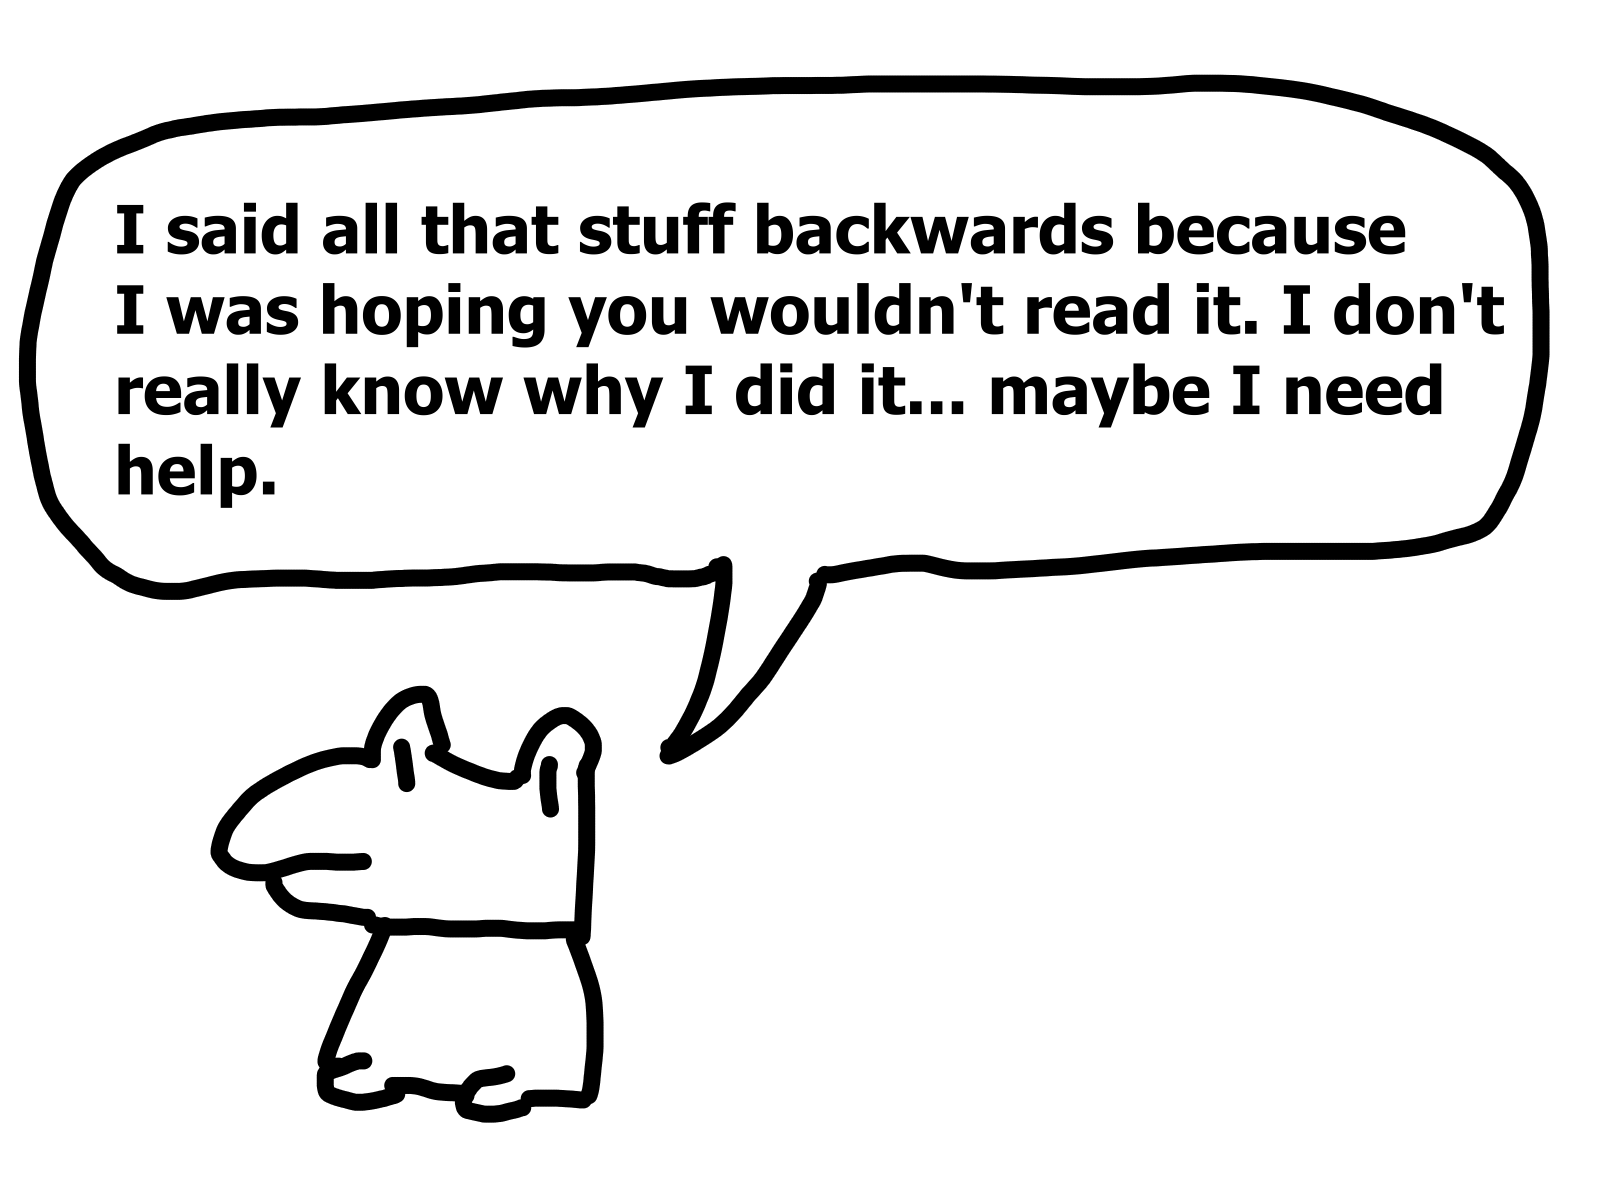 I said all that stuff backwards because
I was hoping you wouldn't read it. I don't
really know why I did it... maybe I need
help.